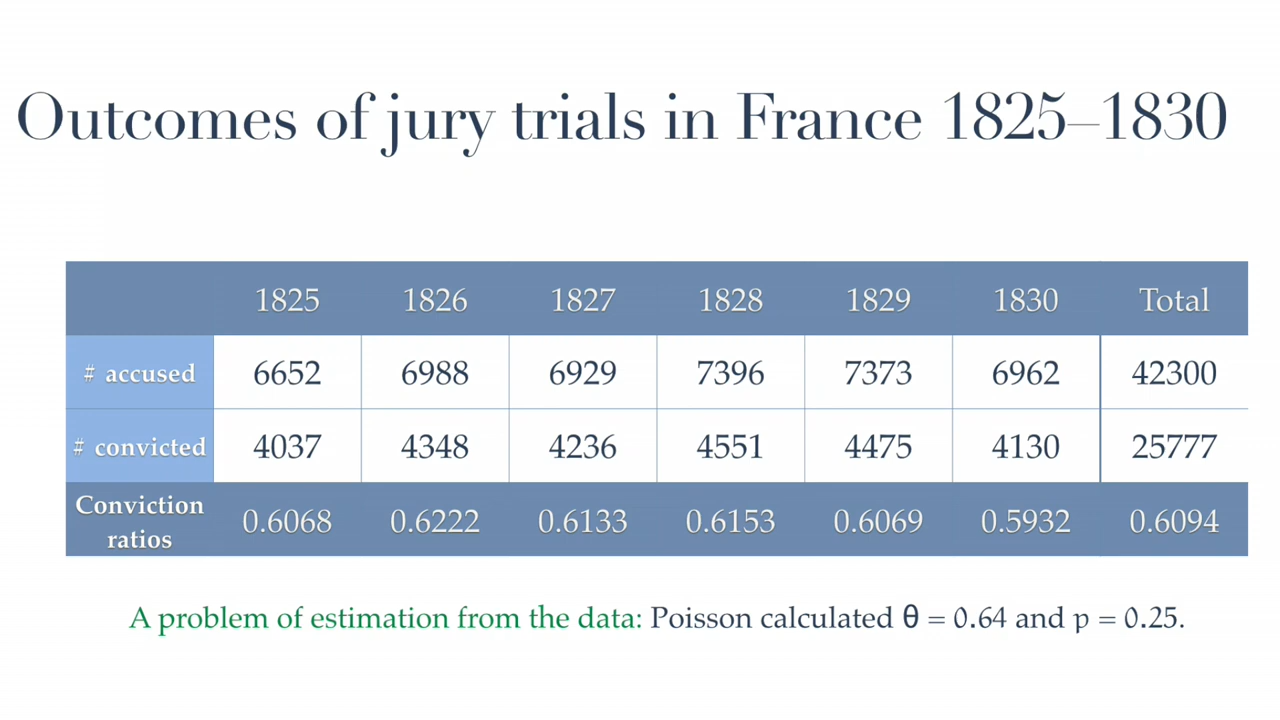 Outcomes of jury trials in France 1825–1830
1825 1826 1827 1828 1829 1830 Total
# accused 6652 6988 6929 7396 7373 6962 42300
# convicted 4037 4348 4236 4551 4475 4130 25777
Conviction
ratios 0.6068 0.6222 0.6133 0.6153 0.6069 0.5932 0.6094
A problem of estimation from the data: Poisson calculated θ = 0.64 and p = 0.25.